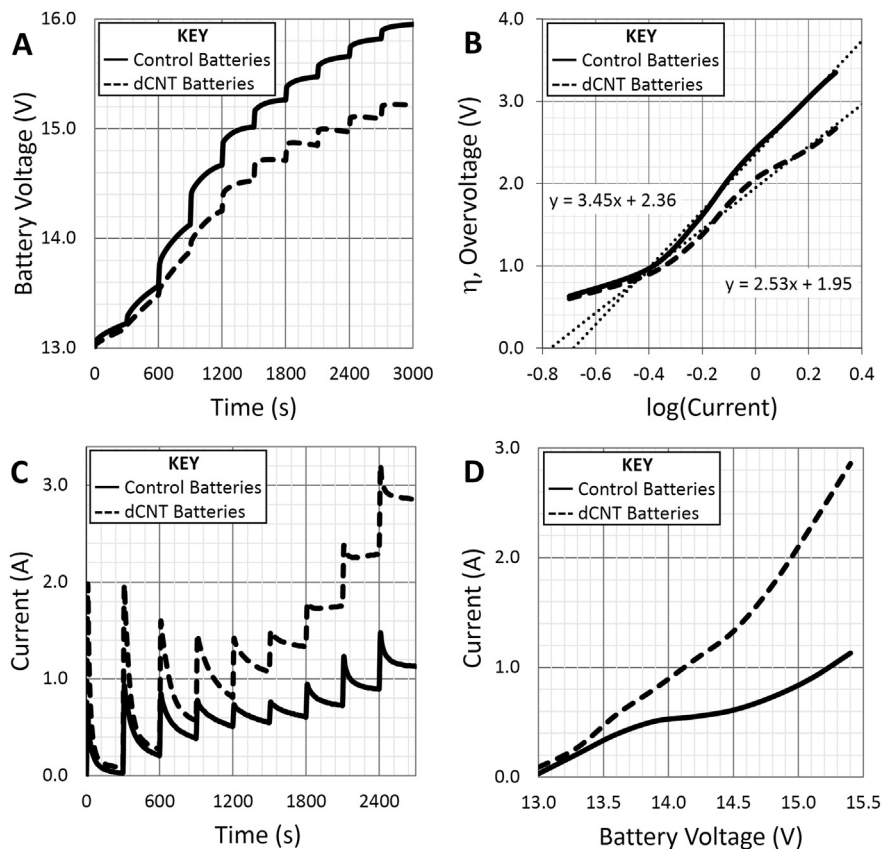 A
Battery Voltage (V)
16.0
15.0
14.0
13.0
KEY
Control Batteries
dCNT Batteries
0
600
1200
1800
2400
3000
Time (s)
B
η, Overvoltage (V)
4.0
3.0
2.0
1.0
0.0
KEY
Control Batteries
dCNT Batteries
y = 3.45x + 2.36
y = 2.53x + 1.95
-0.8
-0.6
-0.4
-0.2
0
0.2
0.4
log(Current)
C
Current (A)
3.0
2.0
1.0
0.0
KEY
Control Batteries
dCNT Batteries
0
600
1200
1800
2400
Time (s)
D
Current (A)
3.0
2.0
1.0
0.0
KEY
Control Batteries
dCNT Batteries
13.0
13.5
14.0
14.5
15.0
15.5
Battery Voltage (V)